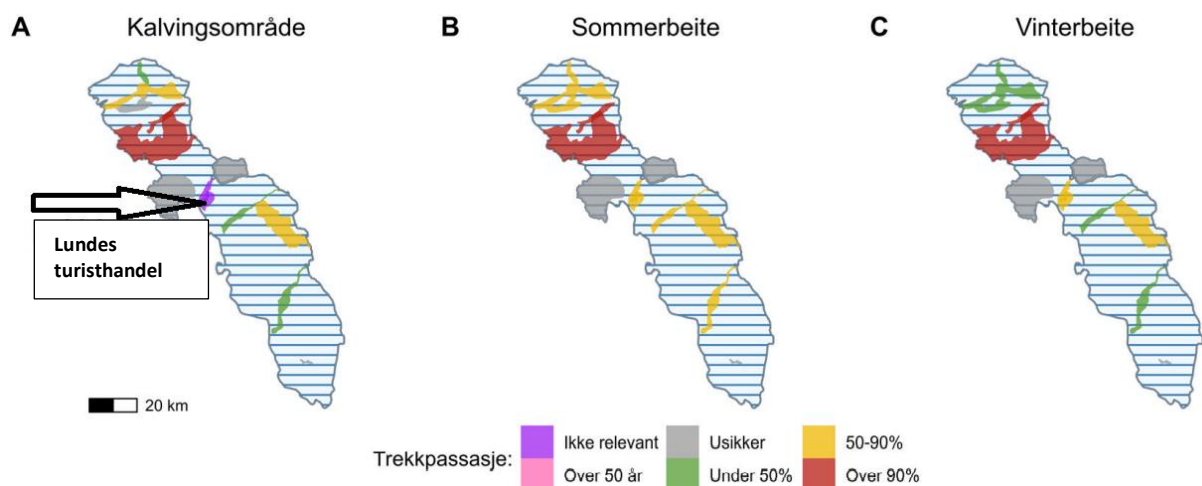 A Kalvingsområde B Sommerbeite C Vinterbeite
Lundes
turisthandel
20 km
Trekkpassasje:
Ikke relevant Usikker 50-90%
Over 50 år Under 50% Over 90%